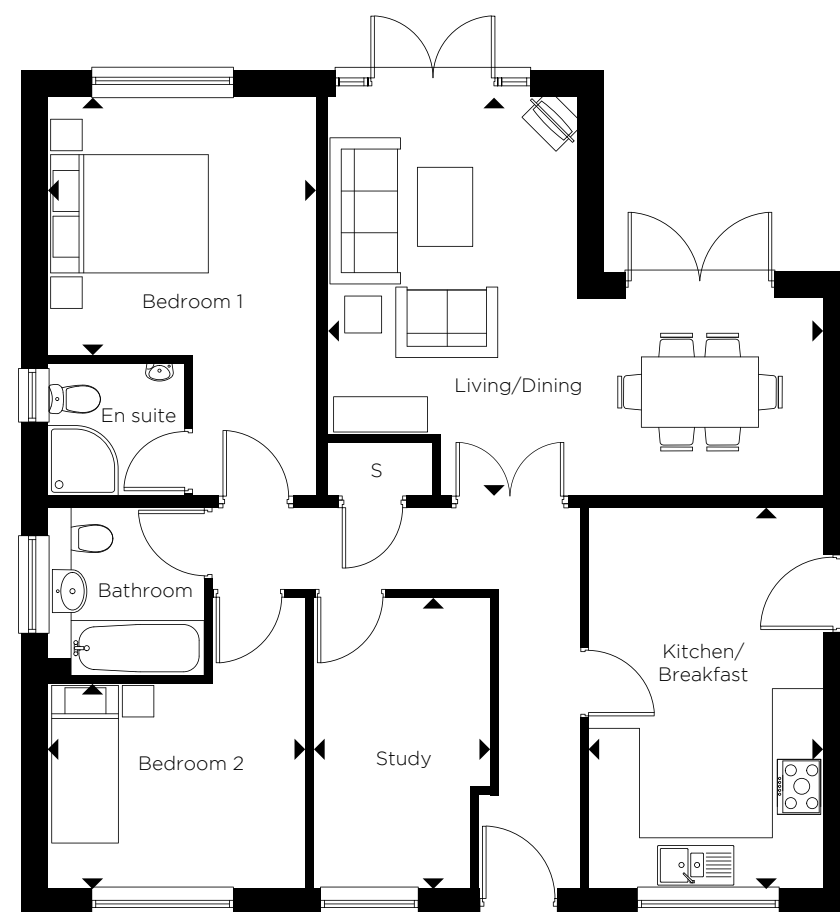 Bedroom 1
Living/Dining
En suite
S
Bathroom
Kitchen/
Breakfast
Bedroom 2
Study